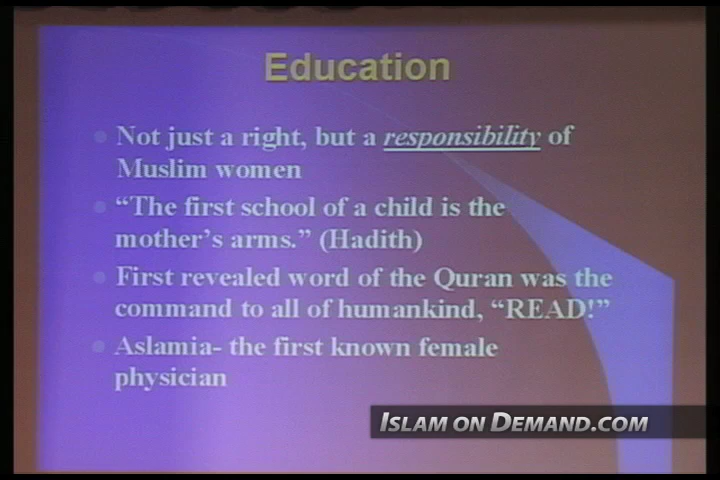 Education
Not just a right, but a responsibility of
Muslim women
“The first school of a child is the
mother’s arms.” (Hadith)
First revealed word of the Quran was the
command to all of humankind, “READ!”
Aslamia- the first known female
physician
ISLAM ON DEMAND.COM